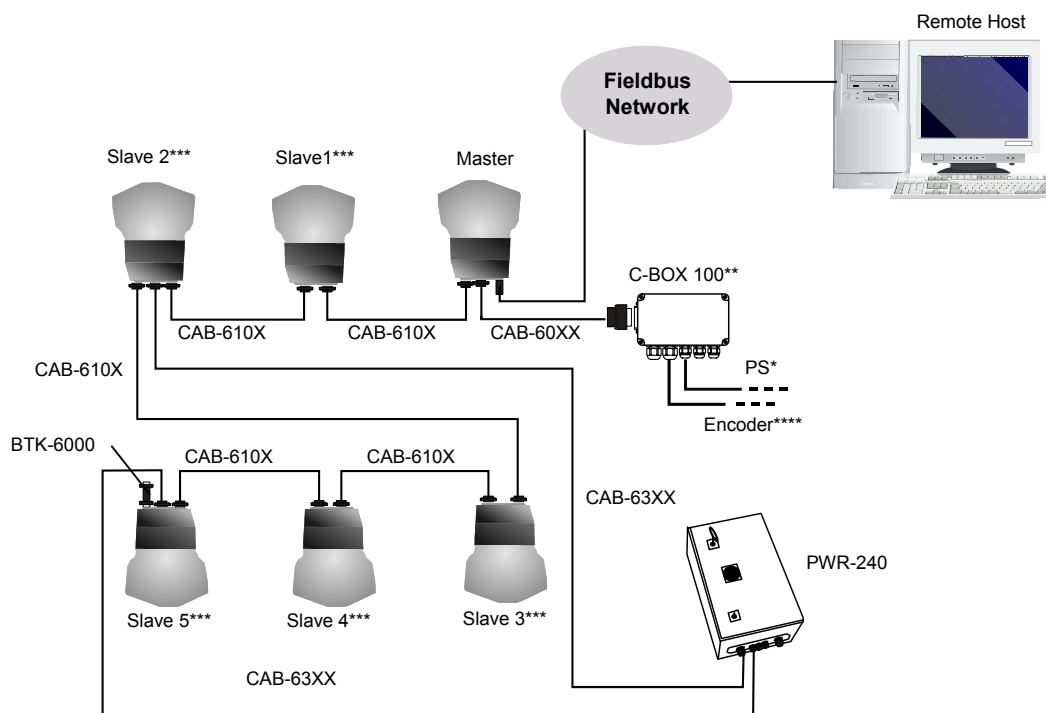 Remote Host
Fieldbus
Network
Slave 2***
Slave1***
Master
C-BOX 100**
CAB-610X
CAB-610X
CAB-60XX
CAB-610X
PS*
Encoder****
BTK-6000
CAB-610X
CAB-610X
CAB-63XX
PWR-240
Slave 5***
Slave 4***
Slave 3***
CAB-63XX